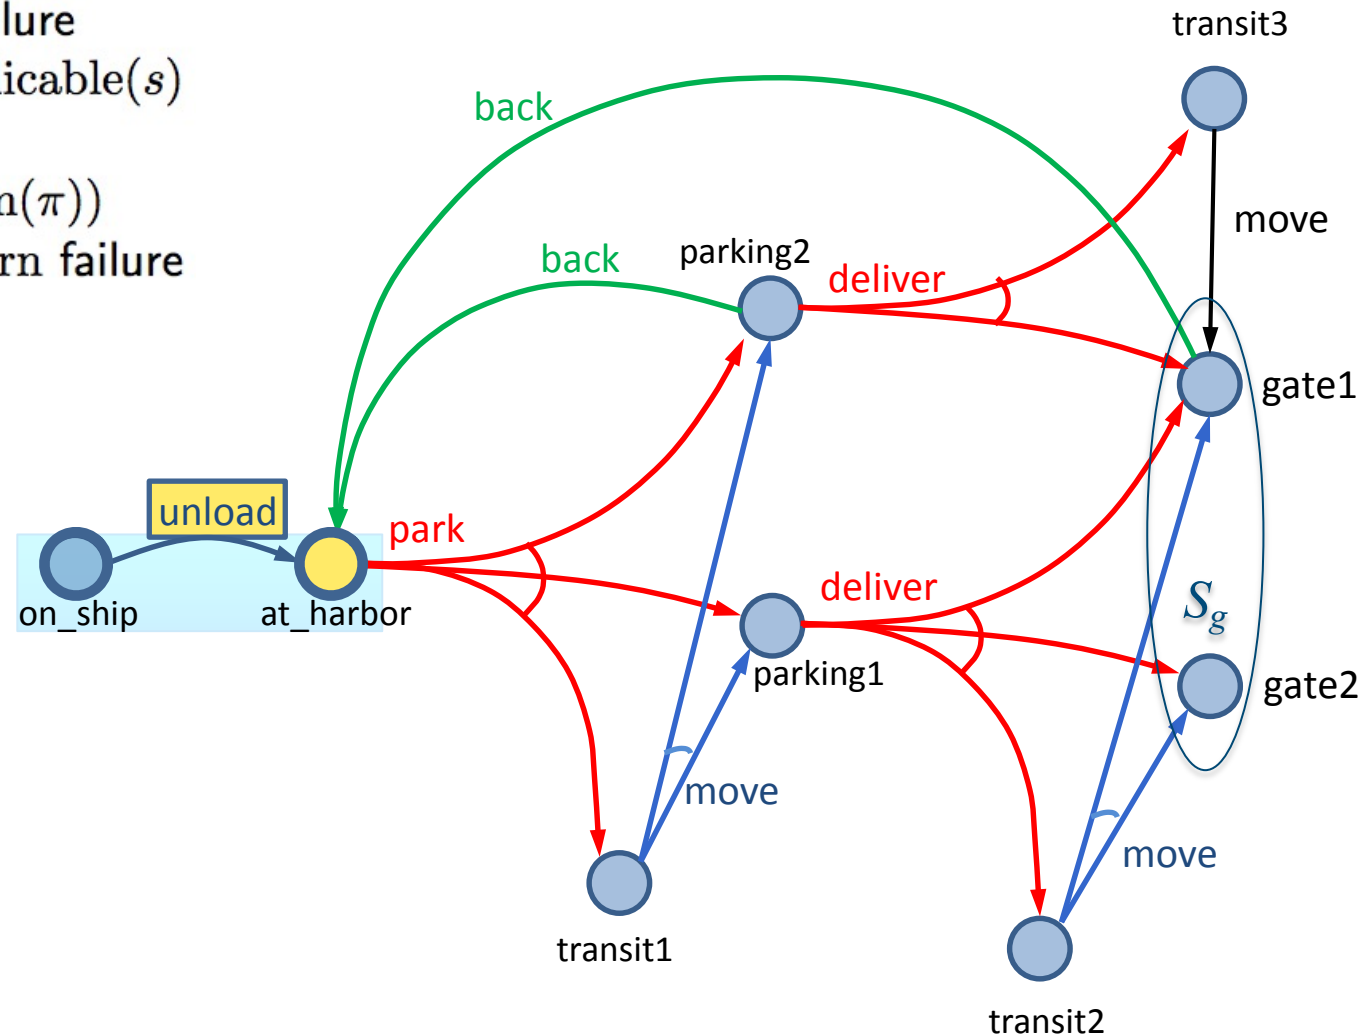 lure
icable(s)
n(π))
rn failure
transit3
back
move
parking2
back
deliver
gate1
unload
park
deliver
on_ship
at_harbor
S_g
parking1
gate2
move
move
transit1
transit2